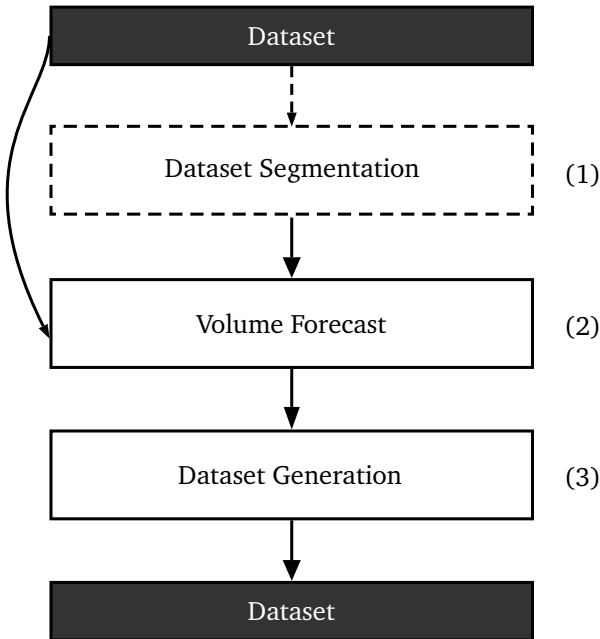 Dataset
Dataset Segmentation
(1)
Volume Forecast
(2)
Dataset Generation
(3)
Dataset